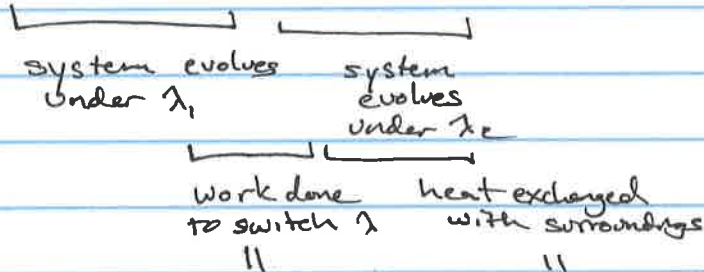 system evolves system
under λ₁ evolves
under λ₂
work done heat exchanged
to switch λ with surroundings
|| ||